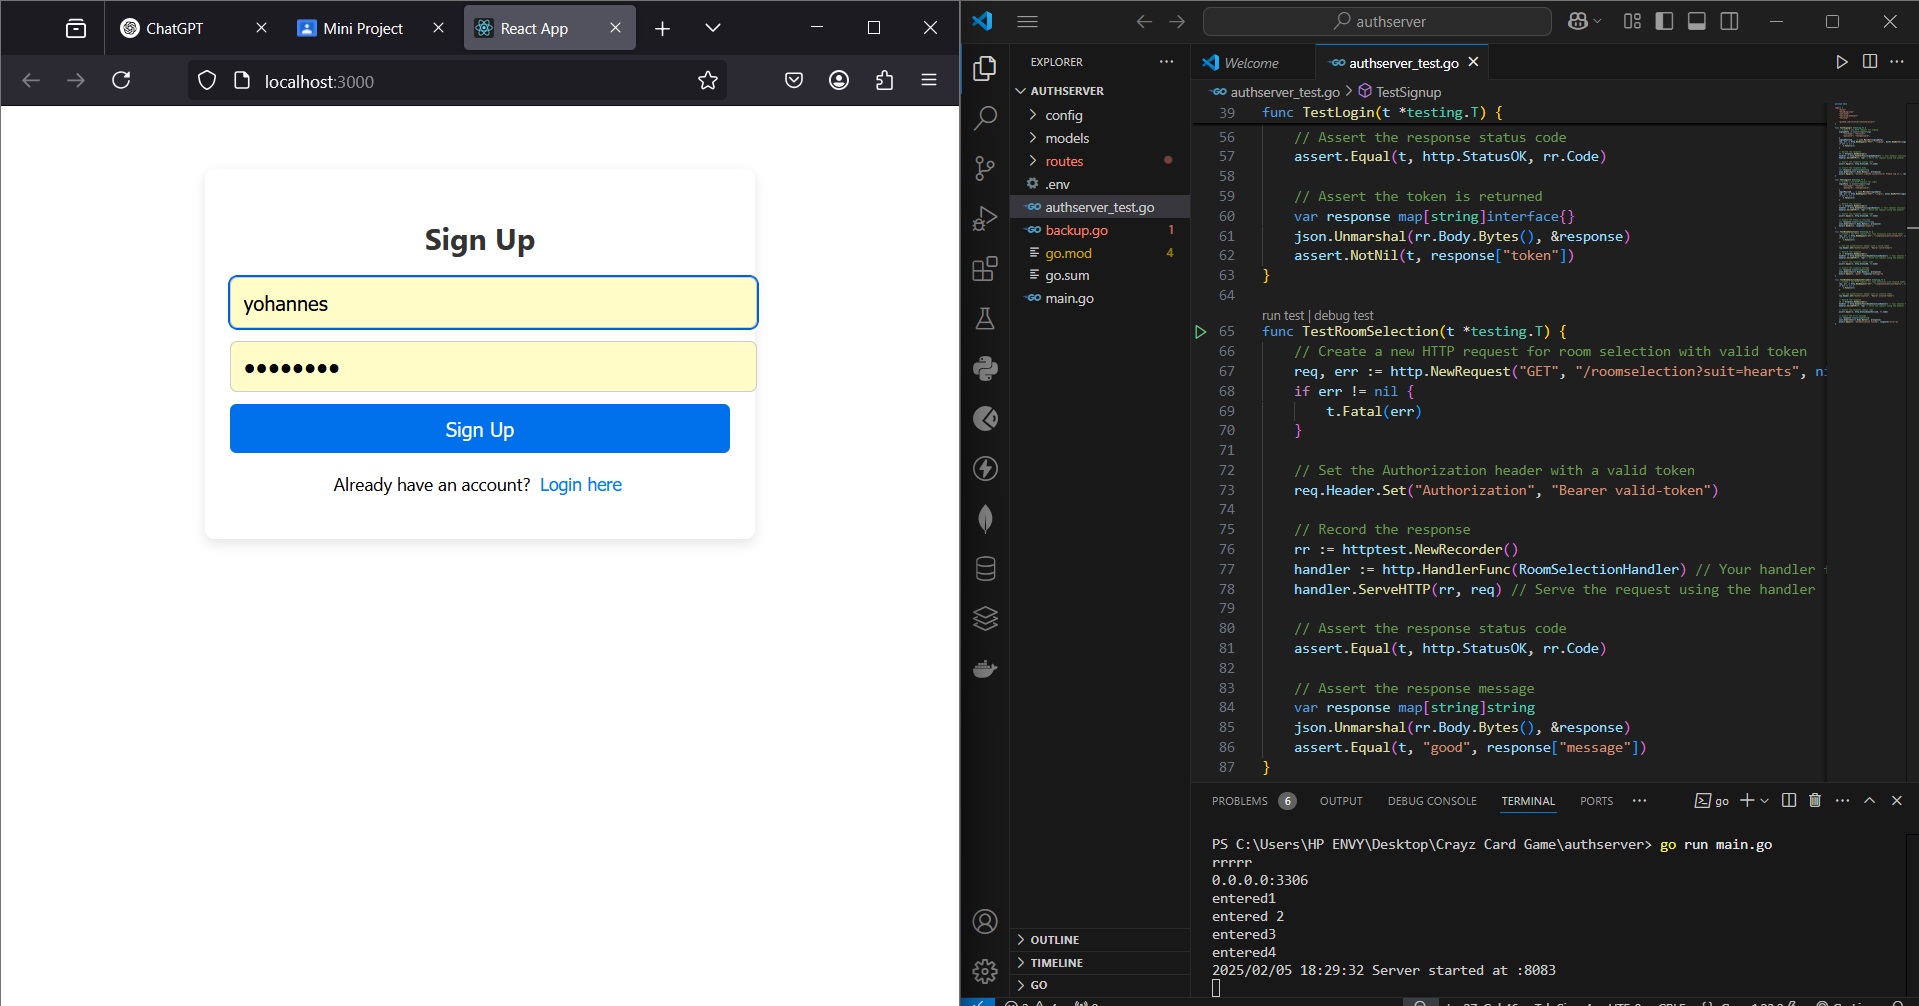 ChatGPT
Mini Project
React App
localhost:3000
Sign Up
yohannes
••••••••
Sign Up
Already have an account? Login here
authserver
EXPLORER
AUTHSERVER
config
models
routes
.env
authserver_test.go
backup.go 1
go.mod 4
go.sum
main.go
OUTLINE
TIMELINE
GO
Welcome
authserver_test.go
authserver_test.go > TestSignup
39 func TestLogin(t *testing.T) {
56 // Assert the response status code
57 assert.Equal(t, http.StatusOK, rr.Code)
58
59 // Assert the token is returned
60 var response map[string]interface{}
61 json.Unmarshal(rr.Body.Bytes(), &response)
62 assert.NotNil(t, response["token"])
63 }
64
run test | debug test
65 func TestRoomSelection(t *testing.T) {
66 // Create a new HTTP request for room selection with valid token
67 req, err := http.NewRequest("GET", "/roomselection?suit=hearts", ni
68 if err != nil {
69 t.Fatal(err)
70 }
71
72 // Set the Authorization header with a valid token
73 req.Header.Set("Authorization", "Bearer valid-token")
74
75 // Record the response
76 rr := httptest.NewRecorder()
77 handler := http.HandlerFunc(RoomSelectionHandler) // Your handler
78 handler.ServeHTTP(rr, req) // Serve the request using the handler
79
80 // Assert the response status code
81 assert.Equal(t, http.StatusOK, rr.Code)
82
83 // Assert the response message
84 var response map[string]string
85 json.Unmarshal(rr.Body.Bytes(), &response)
86 assert.Equal(t, "good", response["message"])
87 }
PROBLEMS 6 OUTPUT DEBUG CONSOLE TERMINAL PORTS go
PS C:\Users\HP ENVY\Desktop\Crayz Card Game\authserver> go run main.go
rrrrr
0.0.0.0:3306
entered1
entered 2
entered3
entered4
2025/02/05 18:29:32 Server started at :8083